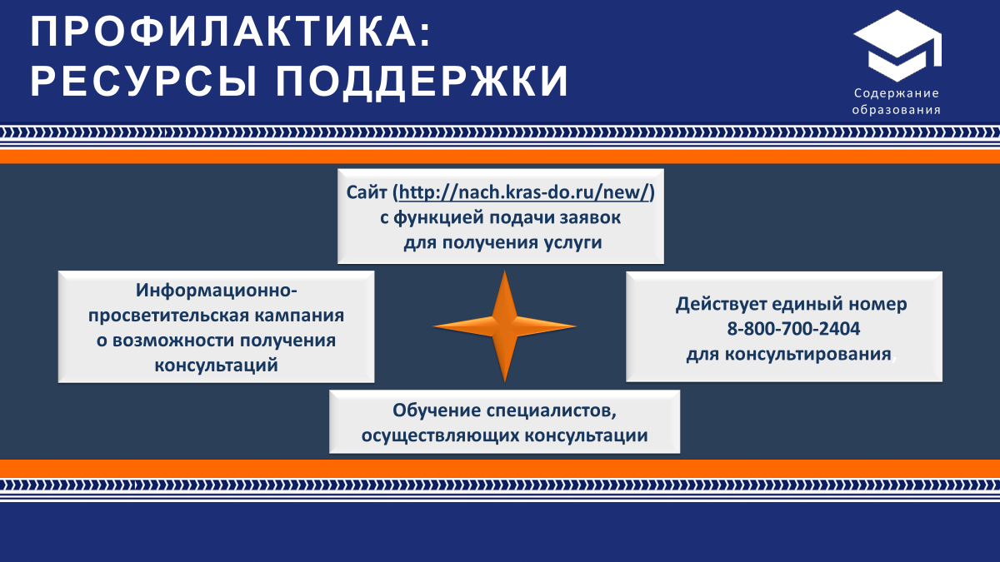 ПРОФИЛАКТИКА:
РЕСУРСЫ ПОДДЕРЖКИ
Содержание
образования
Сайт (http://nach.kras-do.ru/new/)
с функцией подачи заявок
для получения услуги
Информационно-
просветительская кампания
о возможности получения
консультаций
Действует единый номер
8-800-700-2404
для консультирования,
Обучение специалистов,
осуществляющих консультации